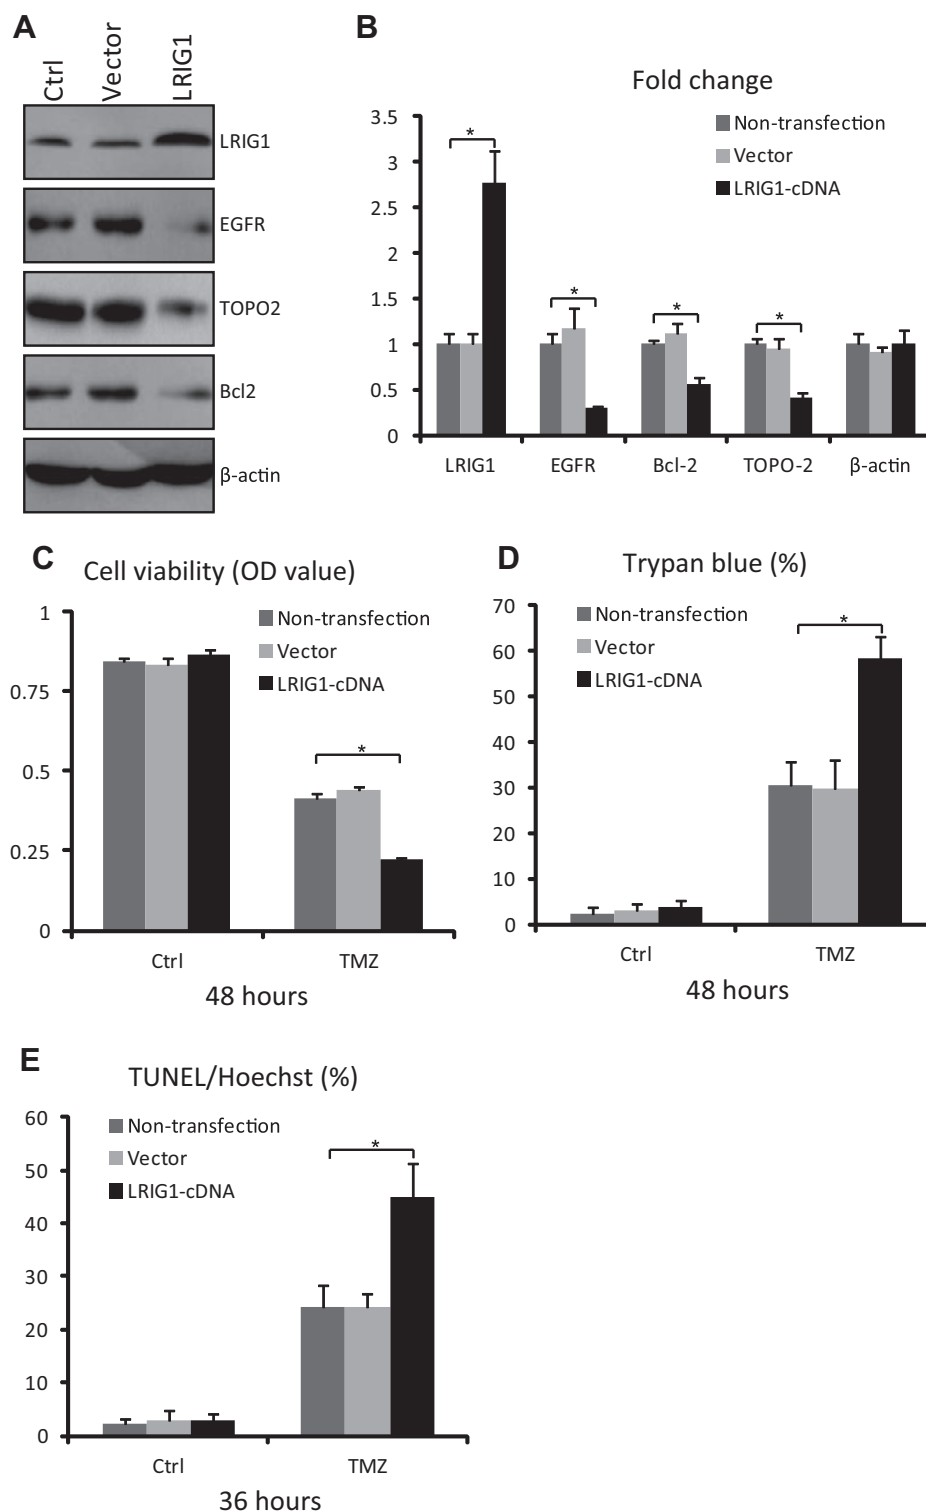 A
Ctrl
Vector
LRIG1
LRIG1
EGFR
TOPO2
Bcl2
β-actin
B
Fold change
Non-transfection
Vector
LRIG1-cDNA
3.5
3
2.5
2
1.5
1
0.5
0
*
*
*
*
LRIG1 EGFR Bcl-2 TOPO-2 β-actin
C
Cell viability (OD value)
Non-transfection
Vector
LRIG1-cDNA
1
0.75
0.5
0.25
0
*
Ctrl TMZ
48 hours
D
Trypan blue (%)
Non-transfection
Vector
LRIG1-cDNA
70
60
50
40
30
20
10
0
*
Ctrl TMZ
48 hours
E
TUNEL/Hoechst (%)
Non-transfection
Vector
LRIG1-cDNA
60
50
40
30
20
10
0
*
Ctrl TMZ
36 hours